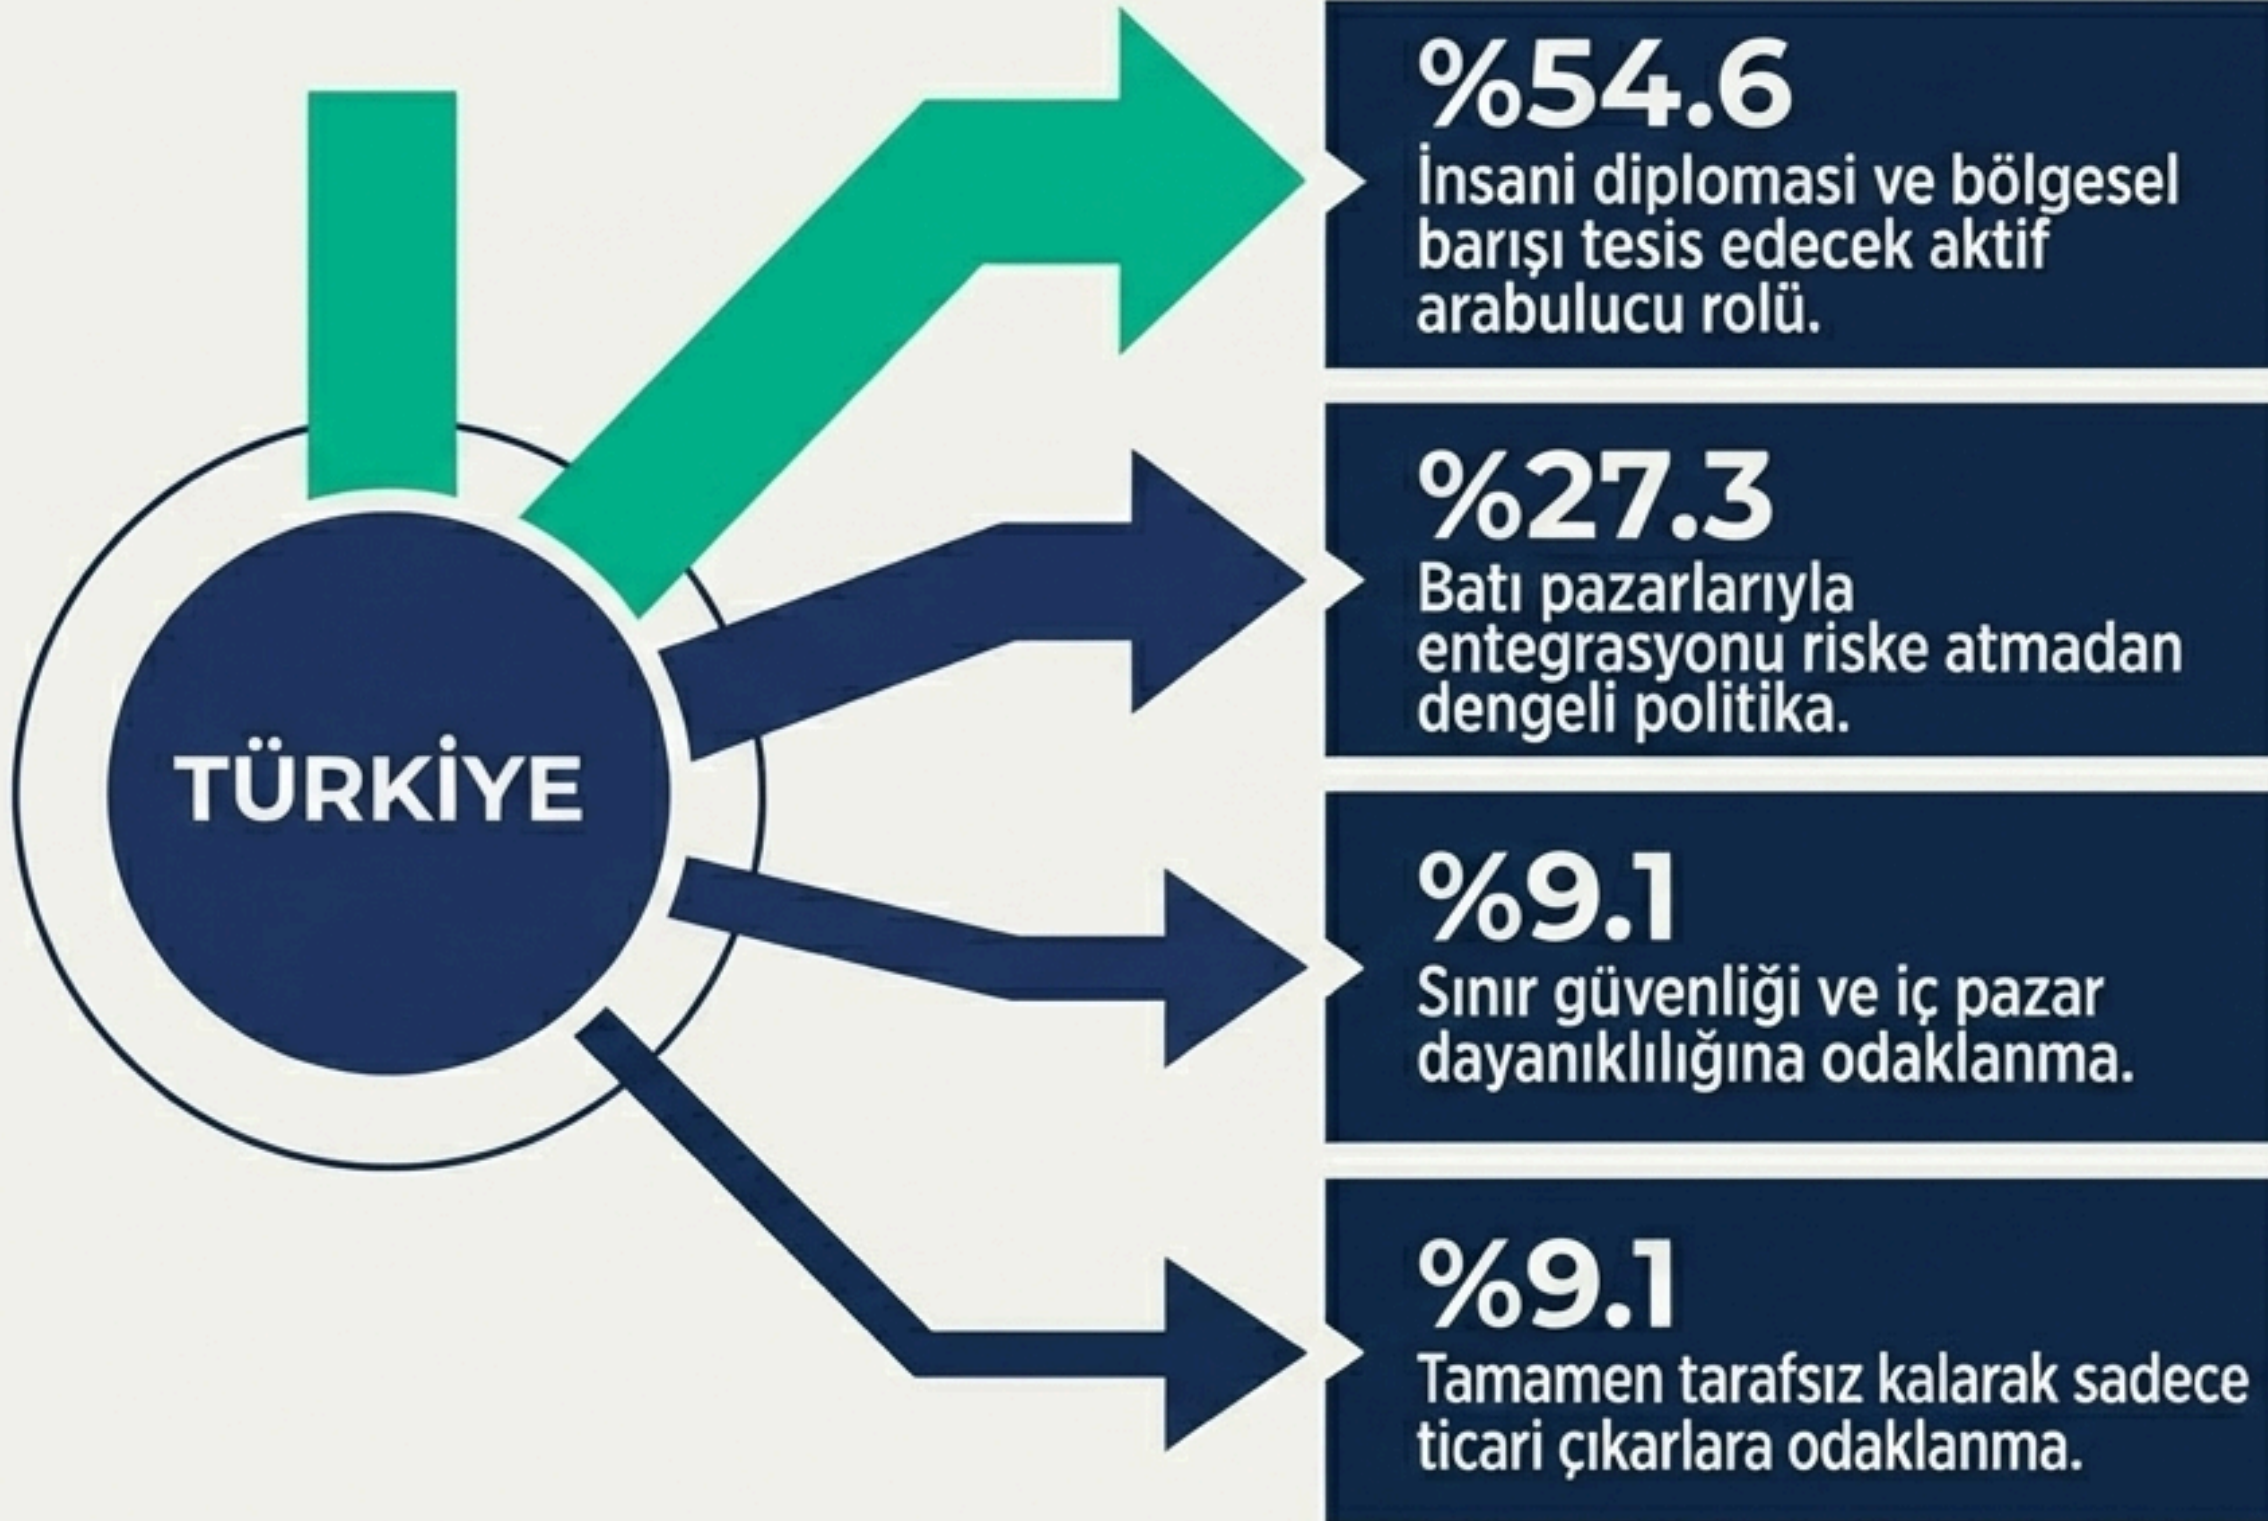 TÜRKİYE
%54.6
İnsani diplomasi ve bölgesel
barışı tesis edecek aktif
arabulucu rolü.
%27.3
Batı pazarlarıyla
entegrasyonu riske atmadan
dengeli politika.
%9.1
Sınır güvenliği ve iç pazar
dayanıklılığına odaklanma.
%9.1
Tamamen tarafsız kalarak sadece
ticari çıkarlara odaklanma.